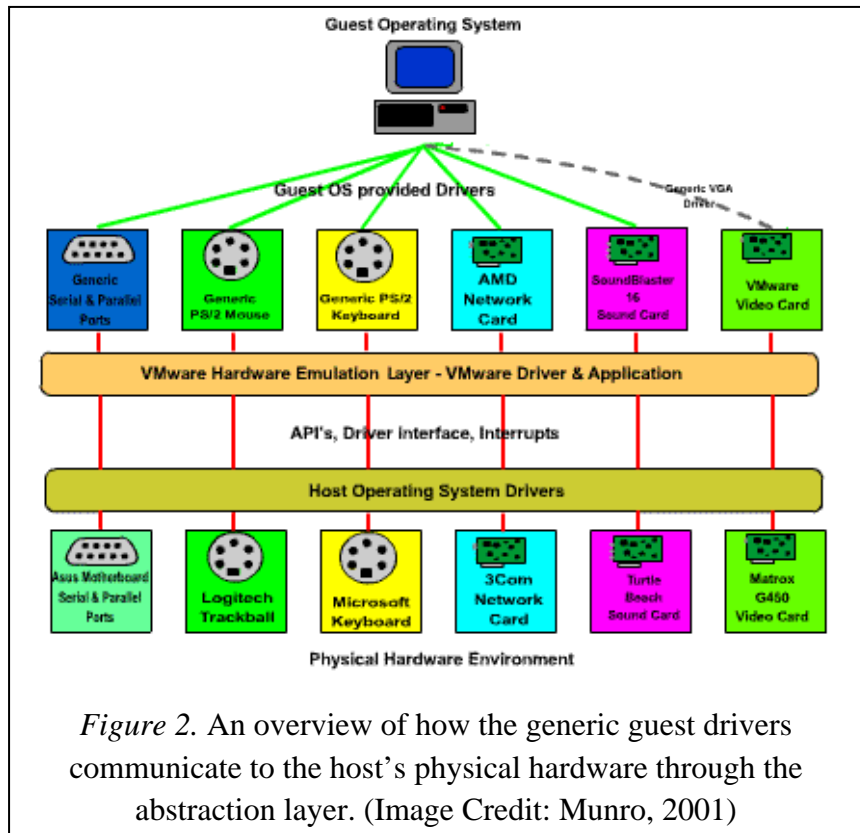 Guest Operating System
Guest OS provided Drivers
Generic VGA
Driver
Generic
Serial & Parallel
Ports
Generic
PS/2 Mouse
Generic PS/2
Keyboard
AMD
Network
Card
SoundBlaster
16
Sound Card
VMware
Video Card
VMware Hardware Emulation Layer - VMware Driver & Application
API's, Driver interface, Interrupts
Host Operating System Drivers
Asus Motherboard
Serial & Parallel
Ports
Logitech
Trackball
Microsoft
Keyboard
3Com
Network
Card
Turtle
Beach
Sound Card
Matrox
G450
Video Card
Physical Hardware Environment
Figure 2. An overview of how the generic guest drivers
communicate to the host's physical hardware through the
abstraction layer. (Image Credit: Munro, 2001)